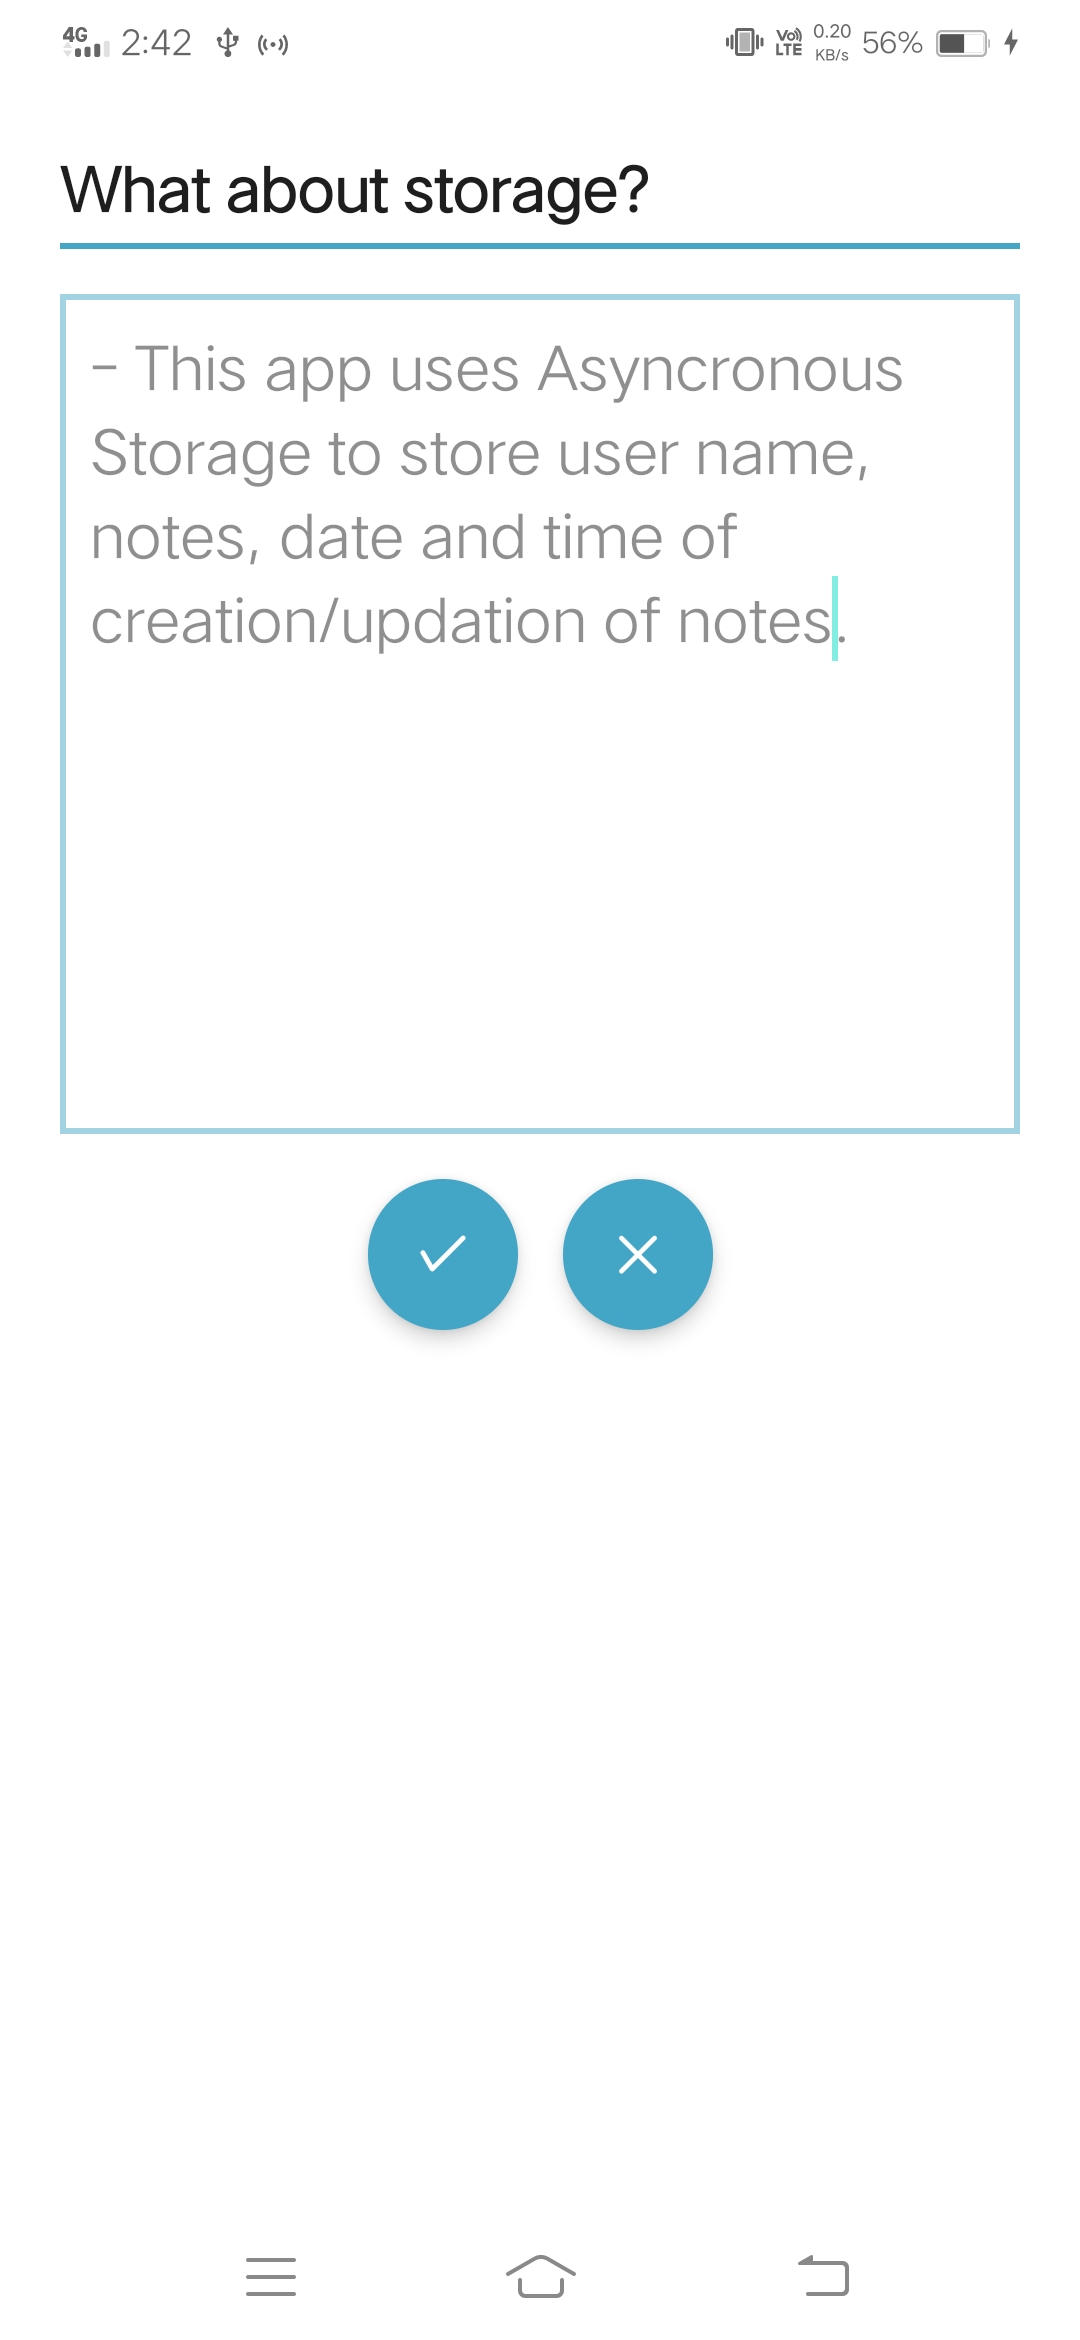 4G 2:42 Vo) LTE 0.20 KB/s 56%
What about storage?
- This app uses Asyncronous
Storage to store user name,
notes, date and time of
creation/updation of notes.